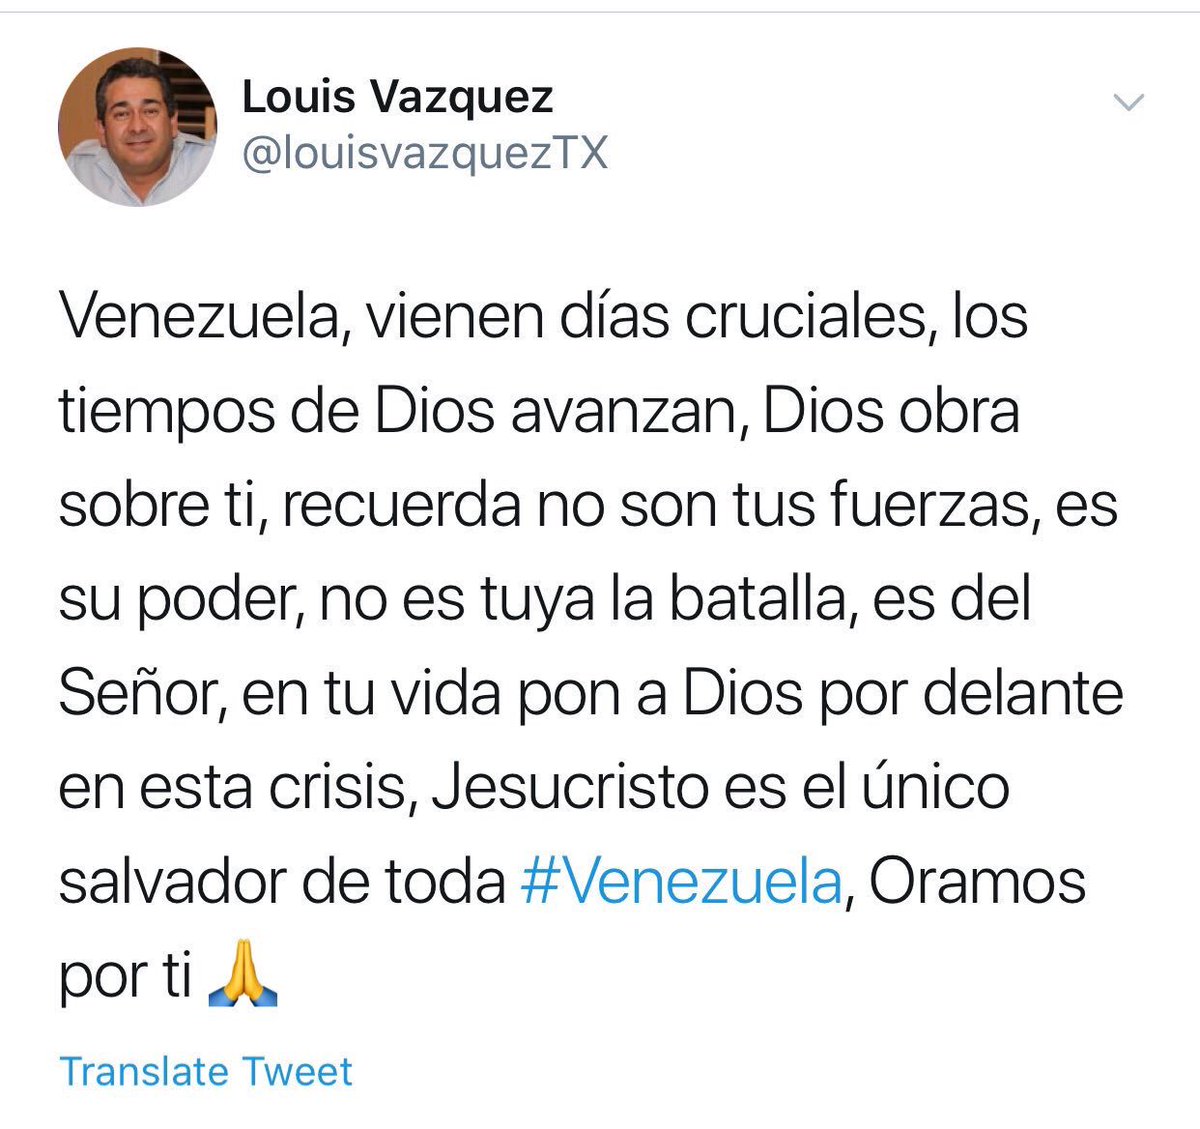 Louis Vazquez
@louisvazquezTX
Venezuela, vienen días cruciales, los
tiempos de Dios avanzan, Dios obra
sobre ti, recuerda no son tus fuerzas, es
su poder, no es tuya la batalla, es del
Señor, en tu vida pon a Dios por delante
en esta crisis, Jesucristo es el único
salvador de toda #Venezuela, Oramos
por ti 🙏
Translate Tweet